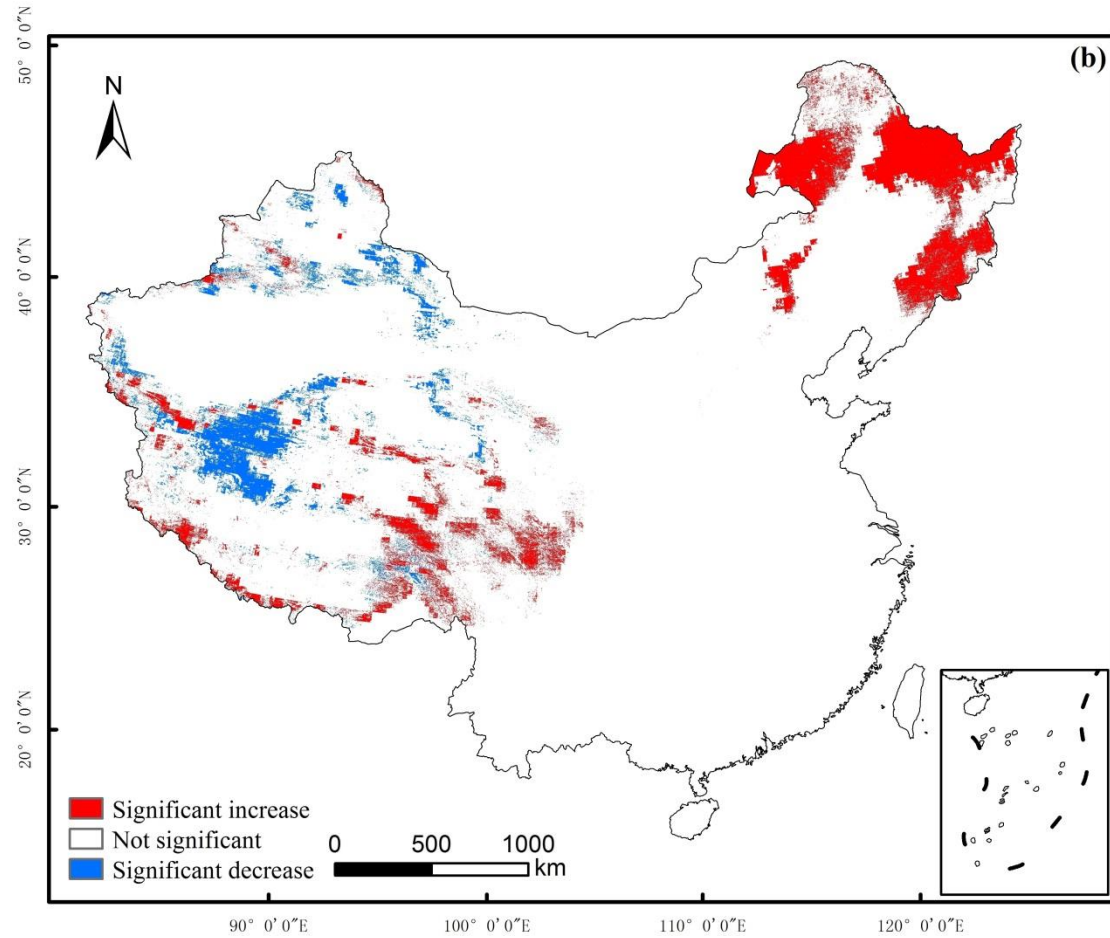 (b)
N
50° 0′0″N
40° 0′0″N
30° 0′0″N
20° 0′0″N
Significant increase
Not significant
Significant decrease
0 500 1000
km
90° 0′0″E 100° 0′0″E 110° 0′0″E 120° 0′0″E